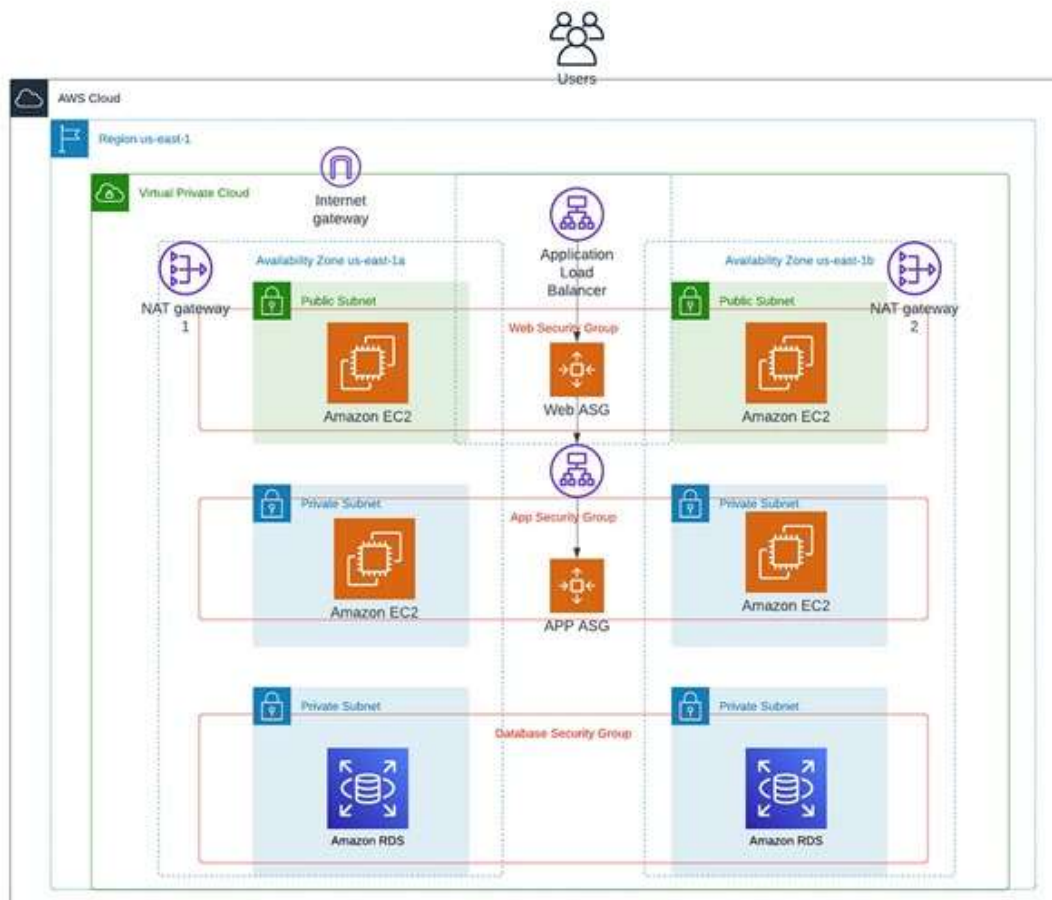 Users
AWS Cloud
Region us-east-1
Virtual Private Cloud
Internet
gateway
Application
Load
Balancer
Availability Zone us-east-1a
Availability Zone us-east-1b
NAT gateway
1
NAT gateway
2
Public Subnet
Public Subnet
Web Security Group
Amazon EC2
Web ASG
Amazon EC2
Private Subnet
Private Subnet
App Security Group
Amazon EC2
APP ASG
Amazon EC2
Private Subnet
Private Subnet
Database Security Group
Amazon RDS
Amazon RDS